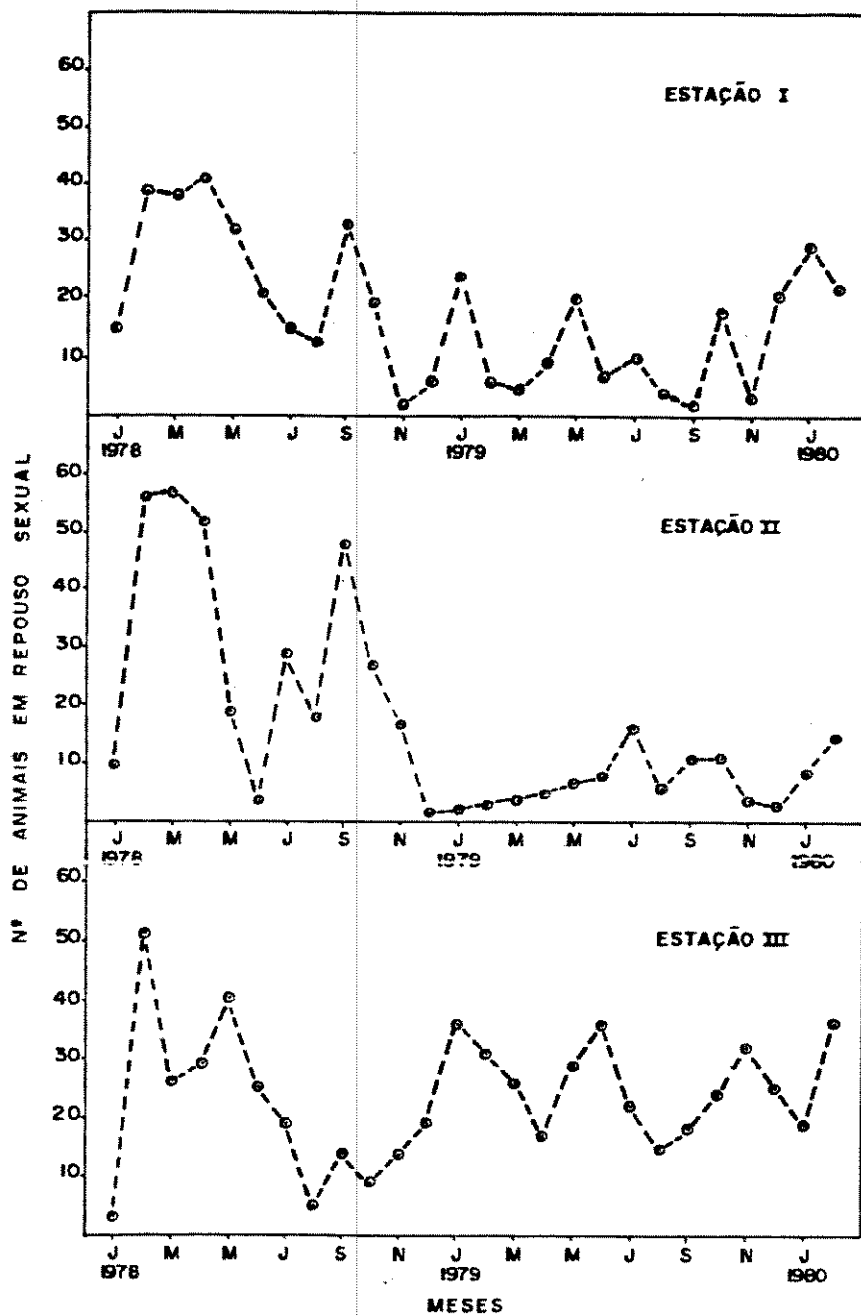 Nº DE ANIMAIS EM REPOUSO SEXUAL
ESTAÇÃO I
60
50
40
30
20
10
J M M J S N J M M J S N J
1978 1979 1980
ESTAÇÃO II
60
50
40
30
20
10
J M M J S N J M M J S N J
1978 1979 1980
ESTAÇÃO III
60
50
40
30
20
10
J M M J S N J M M J S N J
1978 1979 1980
MESES